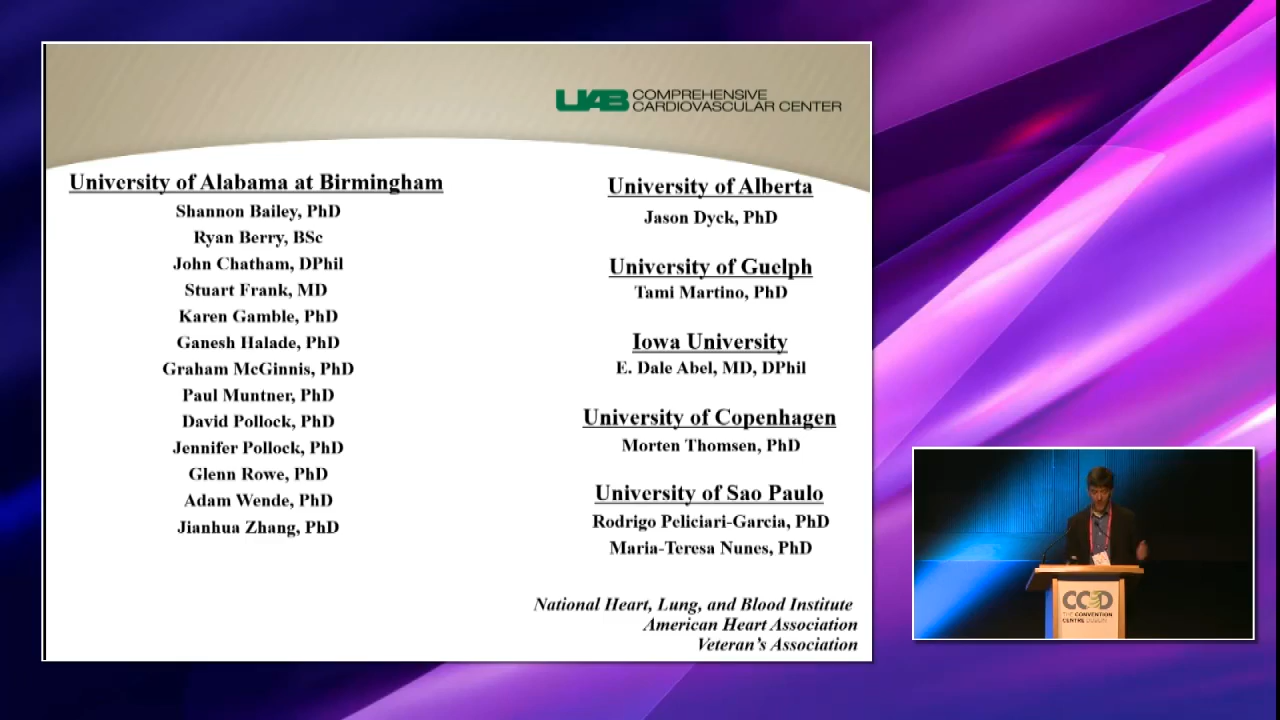 UAB COMPREHENSIVE
CARDIOVASCULAR CENTER
University of Alabama at Birmingham
Shannon Bailey, PhD
Ryan Berry, BSc
John Chatham, DPhil
Stuart Frank, MD
Karen Gamble, PhD
Ganesh Halade, PhD
Graham McGinnis, PhD
Paul Muntner, PhD
David Pollock, PhD
Jennifer Pollock, PhD
Glenn Rowe, PhD
Adam Wende, PhD
Jianhua Zhang, PhD
University of Alberta
Jason Dyck, PhD
University of Guelph
Tami Martino, PhD
Iowa University
E. Dale Abel, MD, DPhil
University of Copenhagen
Morten Thomsen, PhD
University of Sao Paulo
Rodrigo Peliciari-Garcia, PhD
Maria-Teresa Nunes, PhD
National Heart, Lung, and Blood Institute
American Heart Association
Veteran's Association
CCD
THE CONVENTION
CENTRE DUBLIN